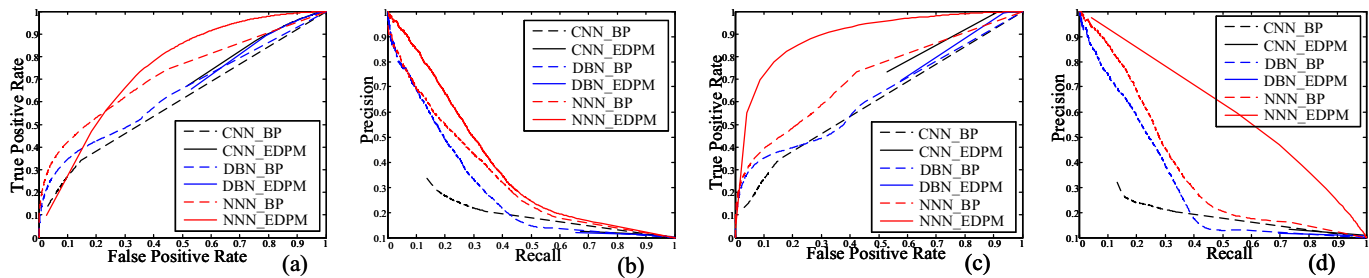 True Positive Rate
1
0.9
0.8
0.7
0.6
0.5
0.4
0.3
0.2
0.1
0
0.1 0.2 0.3 0.4 0.5 0.6 0.7 0.8 0.9 1
False Positive Rate
CNN_BP
CNN_EDPM
DBN_BP
DBN_EDPM
NNN_BP
NNN_EDPM
(a)
Precision
1
0.9
0.8
0.7
0.6
0.5
0.4
0.3
0.2
0.1
0 0.1 0.2 0.3 0.4 0.5 0.6 0.7 0.8 0.9 1
Recall
CNN_BP
CNN_EDPM
DBN_BP
DBN_EDPM
NNN_BP
NNN_EDPM
(b)
True Positive Rate
1
0.9
0.8
0.7
0.6
0.5
0.4
0.3
0.2
0.1
0
0.1 0.2 0.3 0.4 0.5 0.6 0.7 0.8 0.9 1
False Positive Rate
CNN_BP
CNN_EDPM
DBN_BP
DBN_EDPM
NNN_BP
NNN_EDPM
(c)
Precision
1
0.9
0.8
0.7
0.6
0.5
0.4
0.3
0.2
0.1
0 0.1 0.2 0.3 0.4 0.5 0.6 0.7 0.8 0.9 1
Recall
CNN_BP
CNN_EDPM
DBN_BP
DBN_EDPM
NNN_BP
NNN_EDPM
(d)